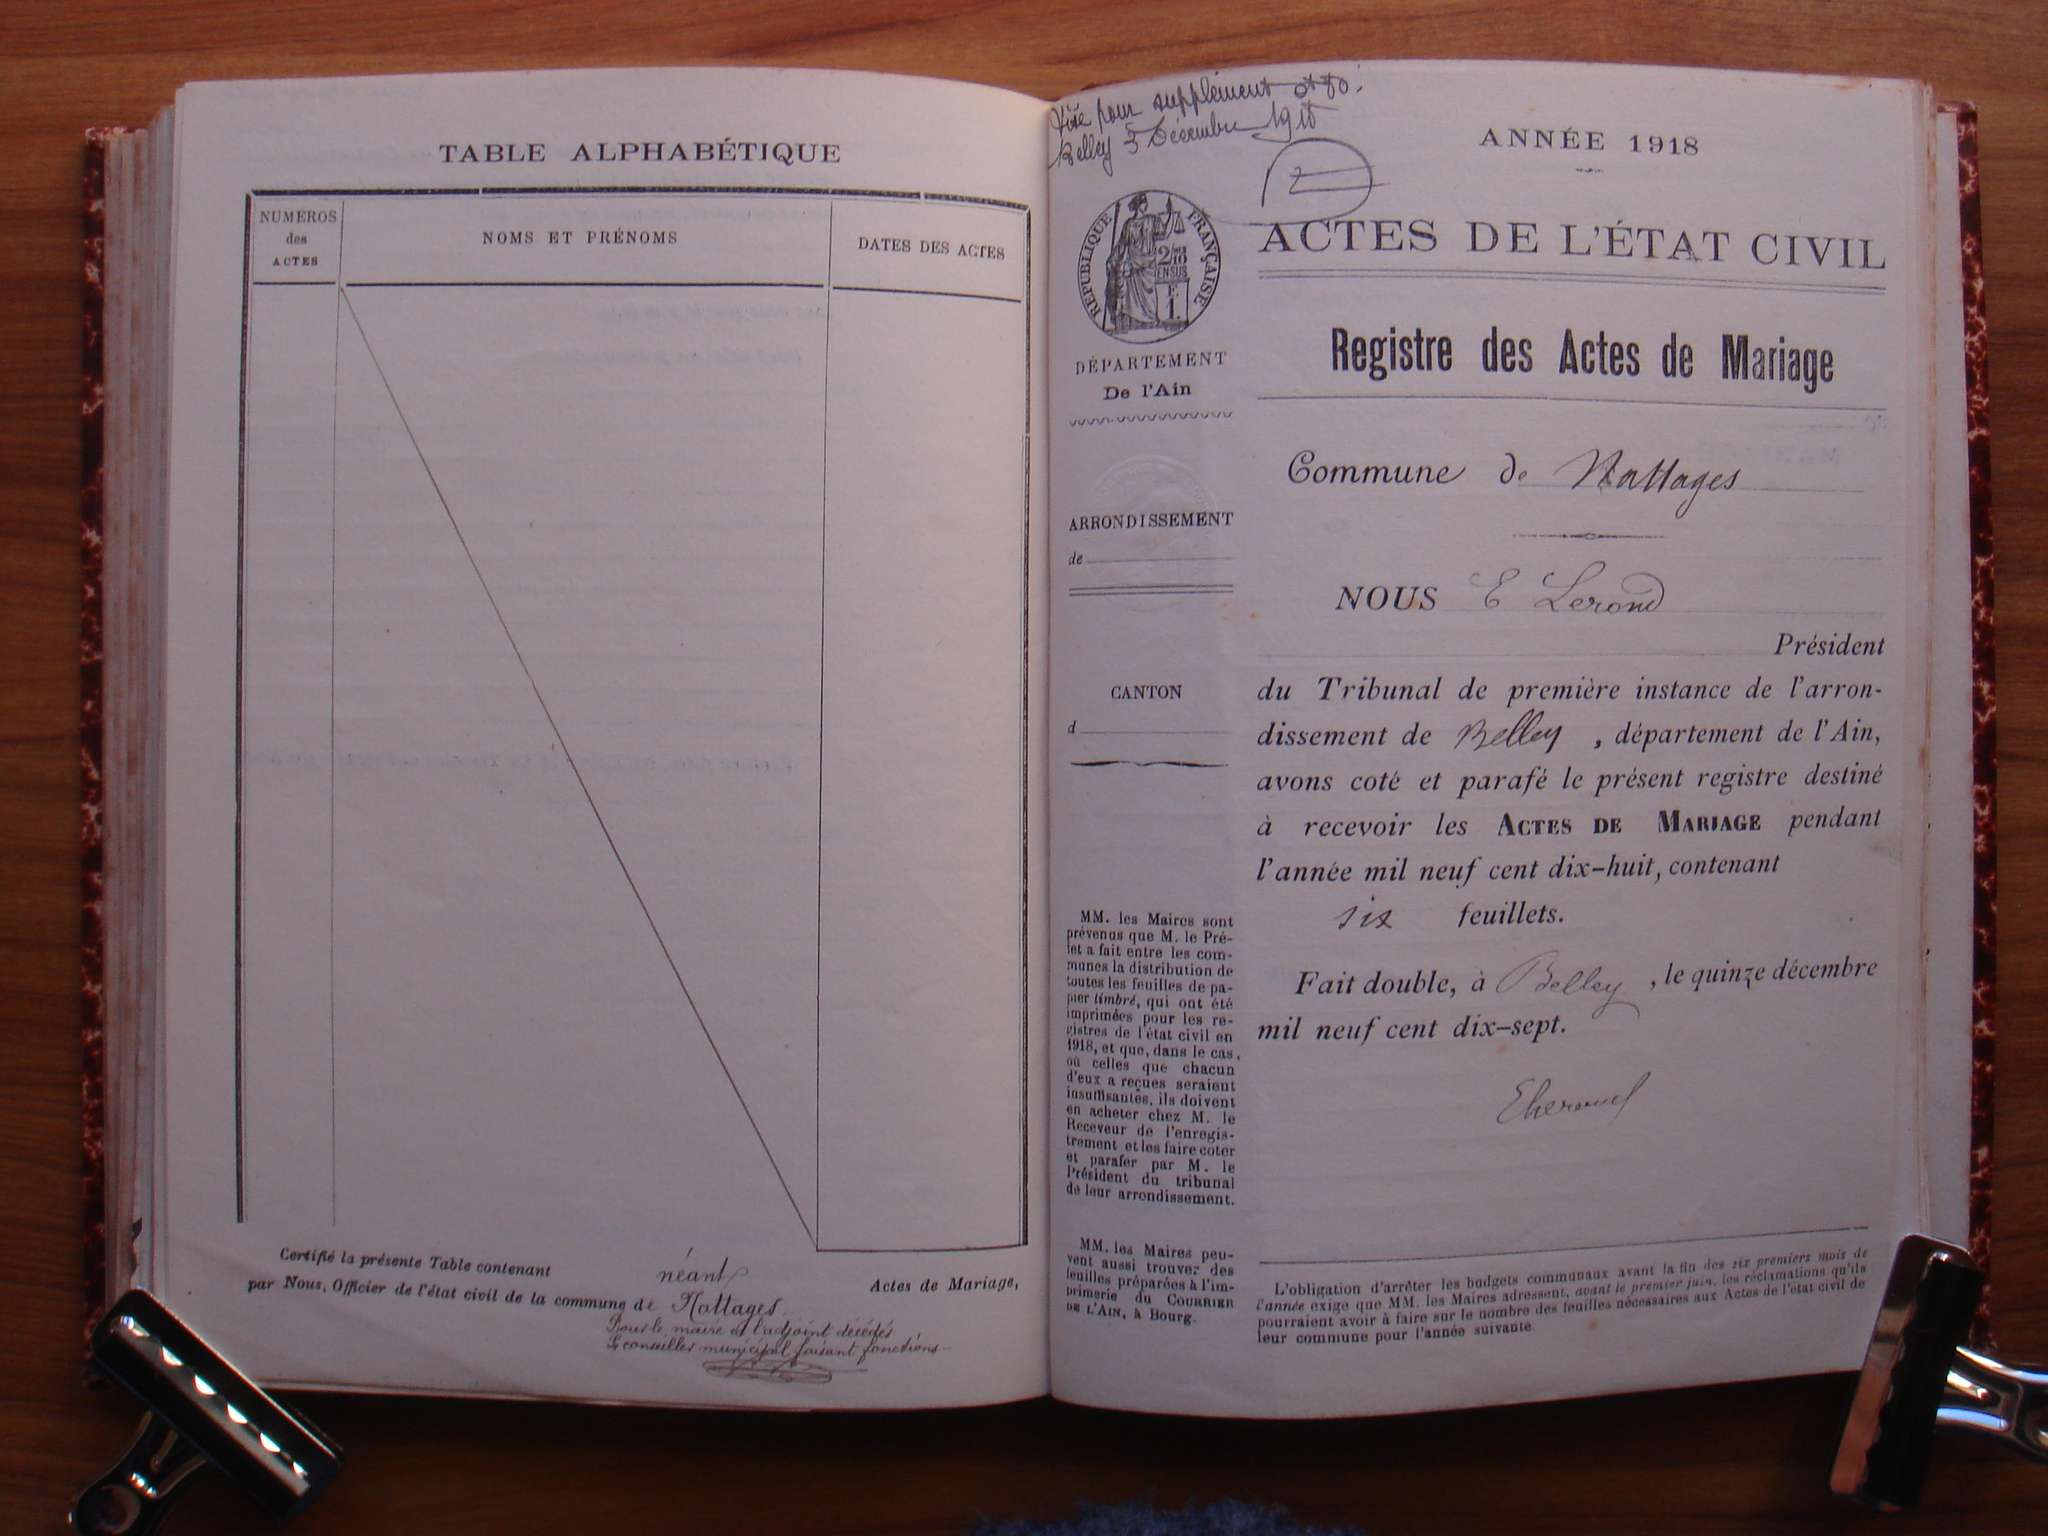 TABLE ALPHABÉTIQUE
NUMÉROS
des
ACTES
NOMS ET PRÉNOMS
DATES DES ACTES
Certifié la présente Table contenant néant Actes de Mariage,
par Nous, Officier de l'état civil de la commune de Nattages.
Pour le maire et l'adjoint décédés
Le conseiller municipal faisant fonctions
Visé pour supplément
Belley 5 Décembre 1918
RÉPUBLIQUE FRANÇAISE
DÉPARTEMENT
De l'Ain
ARRONDISSEMENT
de
CANTON
d
MM. les Maires sont
prévenus que M. le Pré-
fet a fait entre les com-
munes la distribution de
toutes les feuilles de pa-
pier timbré, qui ont été
imprimées pour les re-
gistres de l'état civil en
1918, et que, dans le cas,
où celles que chacun
d'eux a reçues seraient
insuffisantes, ils doivent
en acheter chez M. le
Receveur de l'enregis-
trement et les faire coter
et parafer par M. le
Président du tribunal
de leur arrondissement.
MM. les Maires peu-
vent aussi trouver des
feuilles préparées à l'im-
primerie du COURRIER
DE L'AIN, à Bourg.
ANNÉE 1918
ACTES DE L'ÉTAT CIVIL
Registre des Actes de Mariage
Commune de Nattages
NOUS E Lerond
Président
du Tribunal de première instance de l'arron-
dissement de Belley, département de l'Ain,
avons coté et parafé le présent registre destiné
à recevoir les ACTES DE MARIAGE pendant
l'année mil neuf cent dix-huit, contenant
six feuillets.
Fait double, à Belley, le quinze décembre
mil neuf cent dix-sept.
E Lerond
L'obligation d'arrêter les budgets communaux avant la fin des six premiers mois de
l'année exige que MM. les Maires adressent, avant le premier juin, les réclamations qu'ils
pourraient avoir à faire sur le nombre des feuilles nécessaires aux Actes de l'état civil de
leur commune pour l'année suivante.